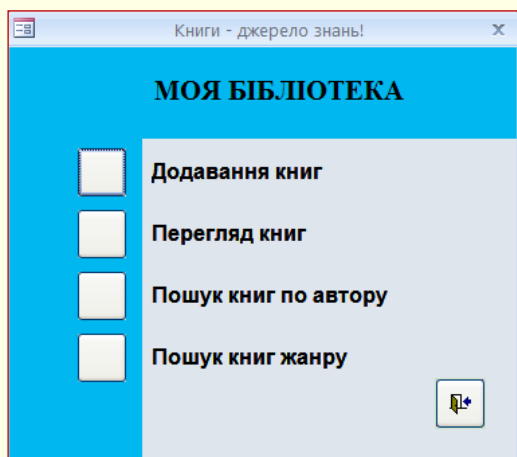 Книги - джерело знань!
МОЯ БІБЛІОТЕКА
Додавання книг
Перегляд книг
Пошук книг по автору
Пошук книг жанру